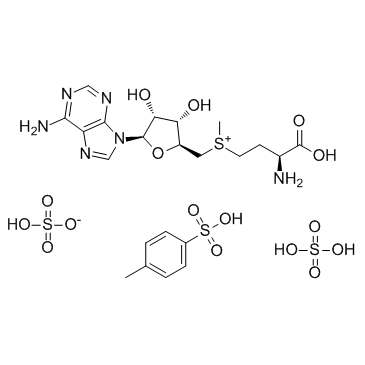 HO OH
N N O
H2N N N O S+ OH
NH2
O O OH O
HO S O- S HO S OH
O O O O